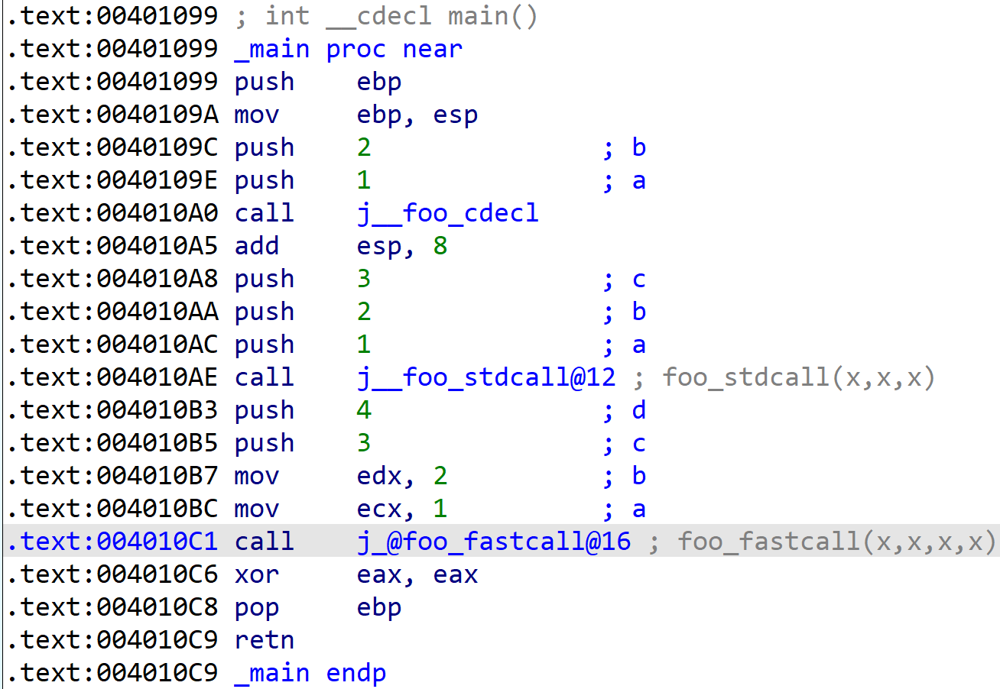 .text:00401099 ; int __cdecl main()
.text:00401099 _main proc near
.text:00401099 push    ebp
.text:0040109A mov     ebp, esp
.text:0040109C push    2               ; b
.text:0040109E push    1               ; a
.text:004010A0 call    j__foo_cdecl
.text:004010A5 add     esp, 8
.text:004010A8 push    3               ; c
.text:004010AA push    2               ; b
.text:004010AC push    1               ; a
.text:004010AE call    j__foo_stdcall@12 ; foo_stdcall(x,x,x)
.text:004010B3 push    4               ; d
.text:004010B5 push    3               ; c
.text:004010B7 mov     edx, 2          ; b
.text:004010BC mov     ecx, 1          ; a
.text:004010C1 call    j_@foo_fastcall@16 ; foo_fastcall(x,x,x,x)
.text:004010C6 xor     eax, eax
.text:004010C8 pop     ebp
.text:004010C9 retn
.text:004010C9 _main endp